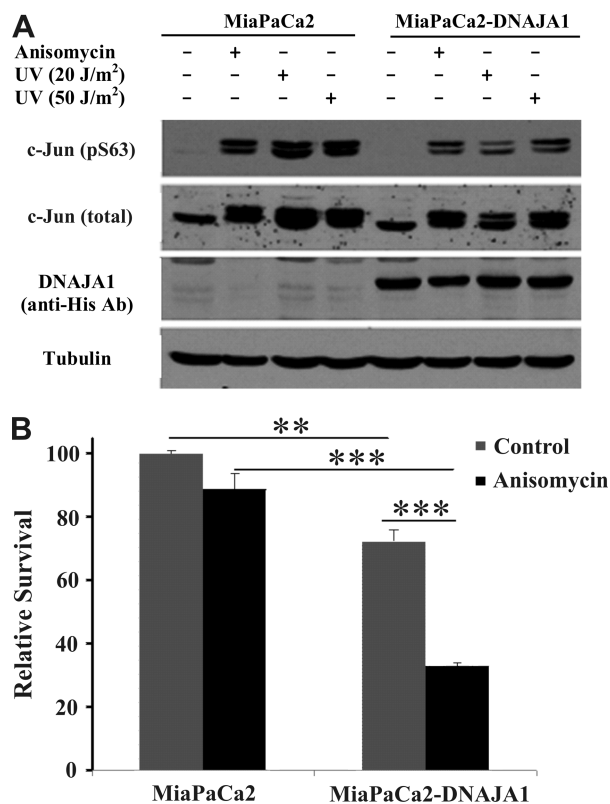 A
MiaPaCa2 MiaPaCa2-DNAJA1
Anisomycin – + – – – + – –
UV (20 J/m²) – – + – – – + –
UV (50 J/m²) – – – + – – – +
c-Jun (pS63)
c-Jun (total)
DNAJA1
(anti-His Ab)
Tubulin
B
Relative Survival
100
80
60
40
20
0
**
***
***
Control
Anisomycin
MiaPaCa2 MiaPaCa2-DNAJA1